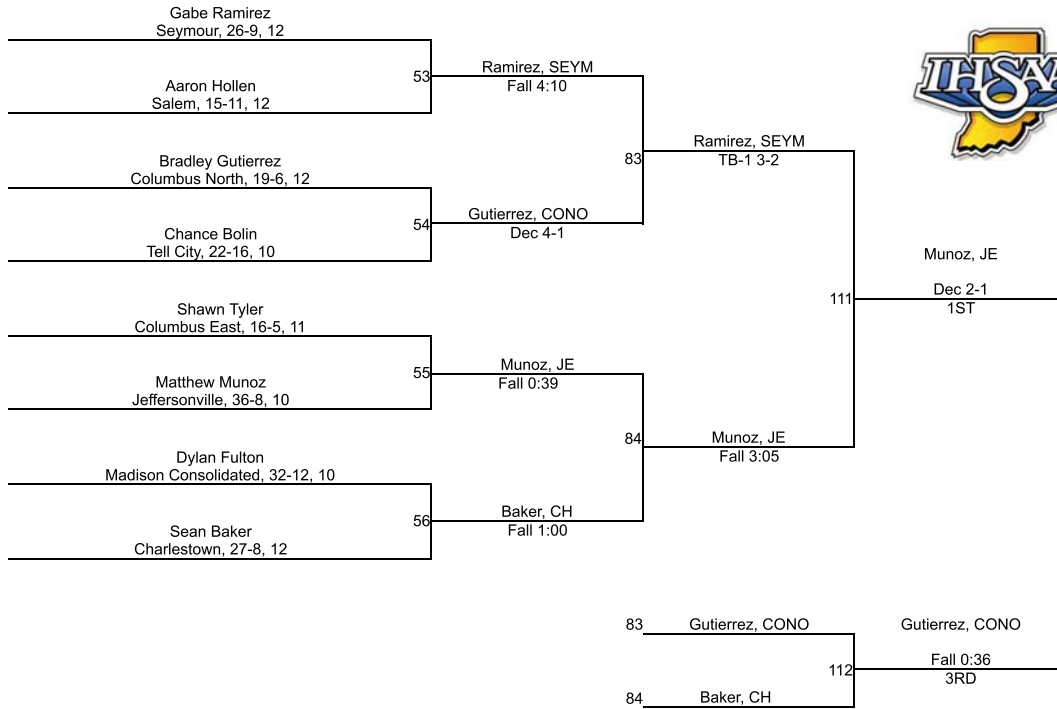 Gabe Ramirez
Seymour, 26-9, 12
Aaron Hollen
Salem, 15-11, 12
53
Ramirez, SEYM
Fall 4:10
Bradley Gutierrez
Columbus North, 19-6, 12
Chance Bolin
Tell City, 22-16, 10
54
Gutierrez, CONO
Dec 4-1
83
Ramirez, SEYM
TB-1 3-2
Shawn Tyler
Columbus East, 16-5, 11
Matthew Munoz
Jeffersonville, 36-8, 10
55
Munoz, JE
Fall 0:39
Dylan Fulton
Madison Consolidated, 32-12, 10
Sean Baker
Charlestown, 27-8, 12
56
Baker, CH
Fall 1:00
84
Munoz, JE
Fall 3:05
111
Munoz, JE
Dec 2-1
1ST
83
Gutierrez, CONO
84
Baker, CH
112
Gutierrez, CONO
Fall 0:36
3RD
IHSAA